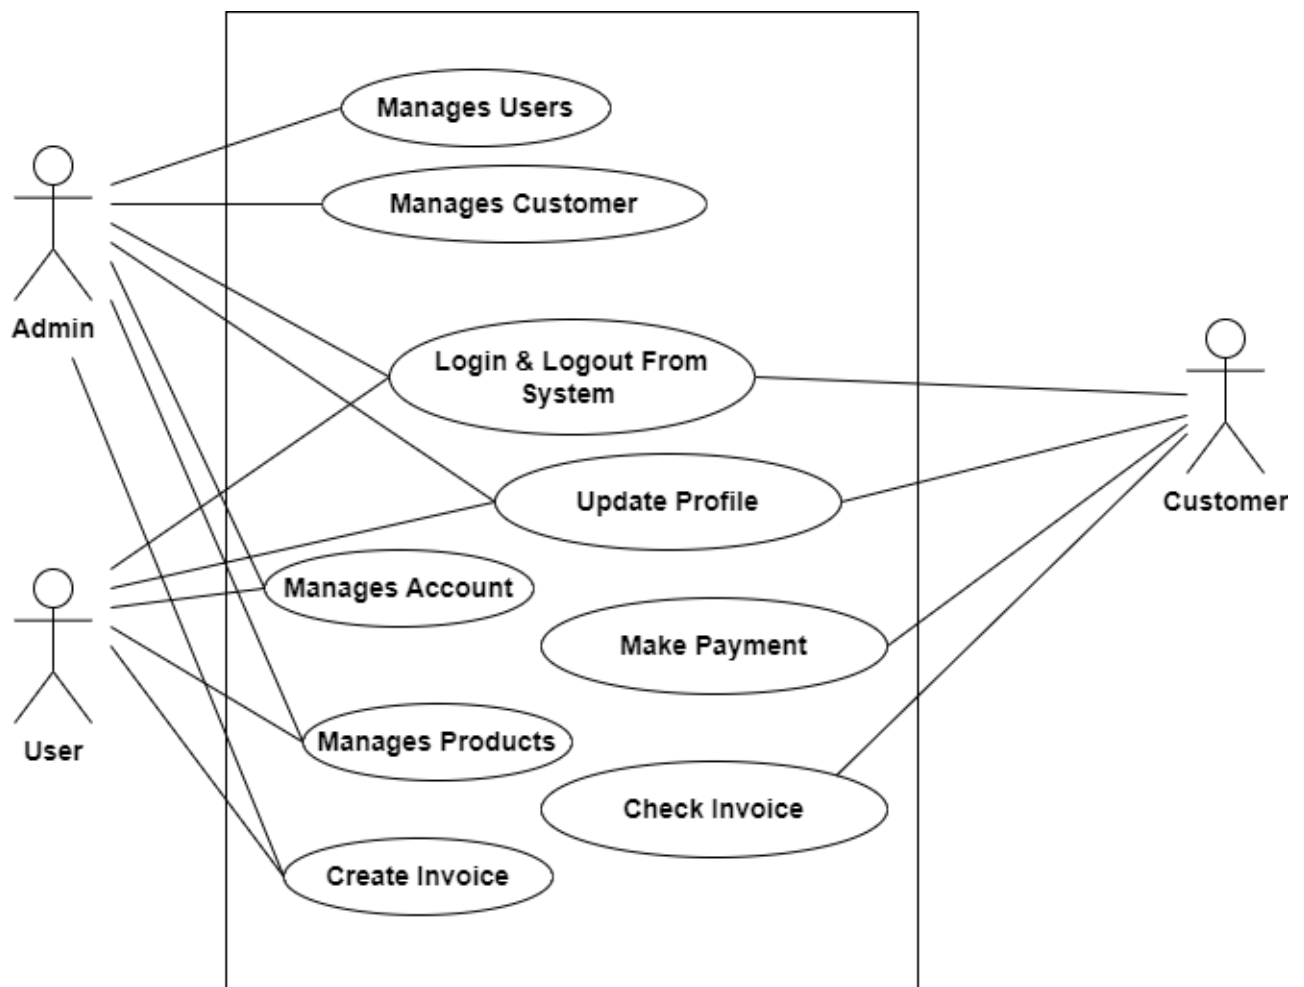 Manages Users
Manages Customer
Admin
Login & Logout From
System
Customer
Update Profile
Manages Account
Make Payment
User
Manages Products
Check Invoice
Create Invoice